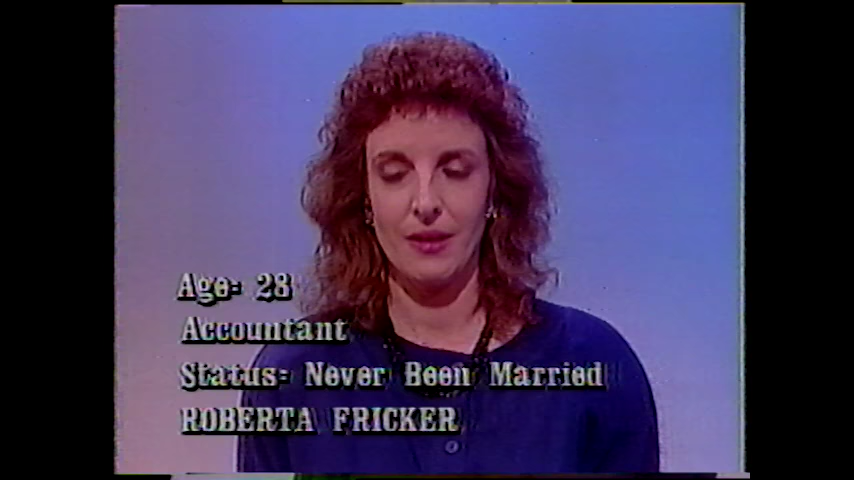 Age: 28
Accountant
Status: Never Been Married
ROBERTA FRICKER